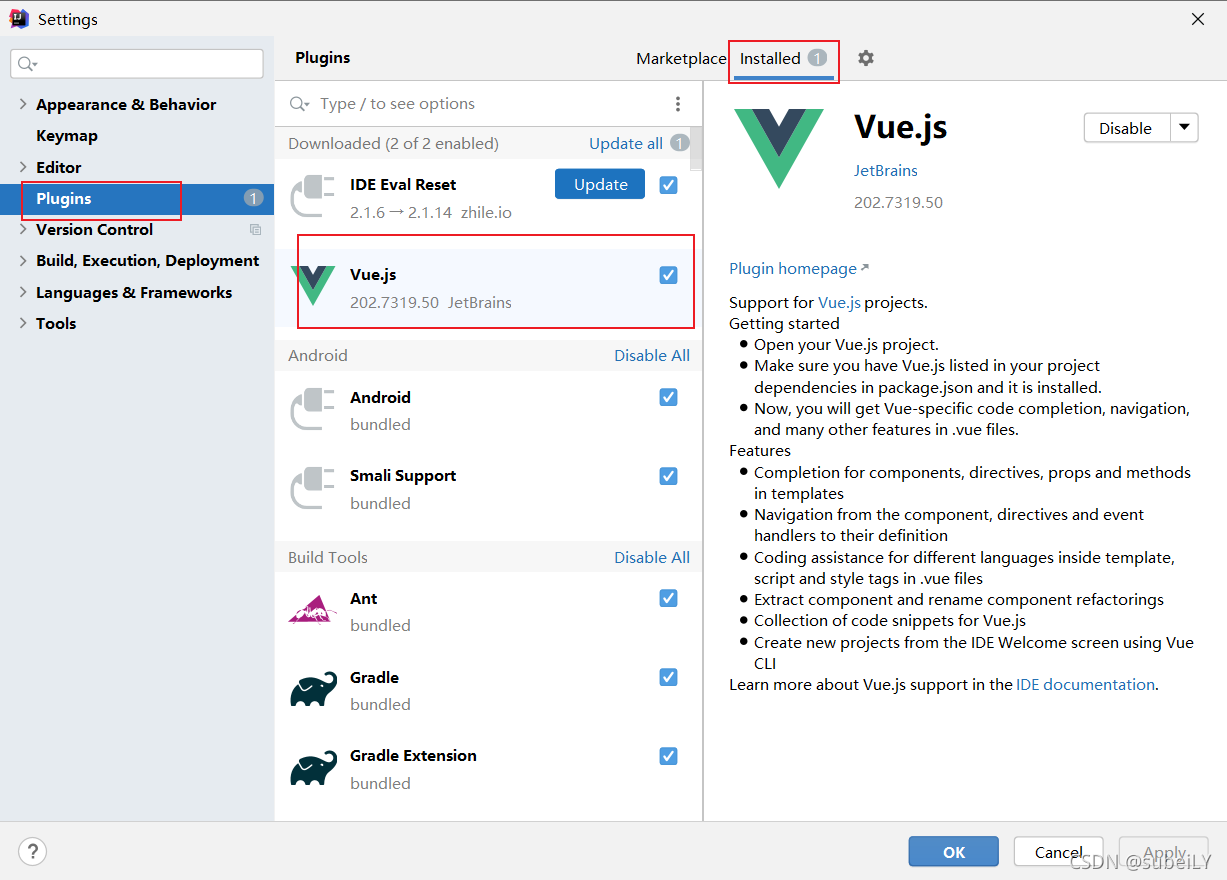 Settings
Appearance & Behavior
Keymap
Editor
Plugins 1
Version Control
Build, Execution, Deployment
Languages & Frameworks
Tools
Plugins
Marketplace
Installed 1
Type / to see options
Downloaded (2 of 2 enabled) Update all 1
IDE Eval Reset Update
2.1.6 → 2.1.14 zhile.io
Vue.js
202.7319.50 JetBrains
Android Disable All
Android
bundled
Smali Support
bundled
Build Tools Disable All
Ant
bundled
Gradle
bundled
Gradle Extension
bundled
Vue.js
Disable
JetBrains
202.7319.50
Plugin homepage
Support for Vue.js projects.
Getting started
● Open your Vue.js project.
● Make sure you have Vue.js listed in your project
dependencies in package.json and it is installed.
● Now, you will get Vue-specific code completion, navigation,
and many other features in .vue files.
Features
● Completion for components, directives, props and methods
in templates
● Navigation from the component, directives and event
handlers to their definition
● Coding assistance for different languages inside template,
script and style tags in .vue files
● Extract component and rename component refactorings
● Collection of code snippets for Vue.js
● Create new projects from the IDE Welcome screen using Vue
CLI
Learn more about Vue.js support in the IDE documentation.
?
OK
Cancel
Apply
CSDN @subeiLY